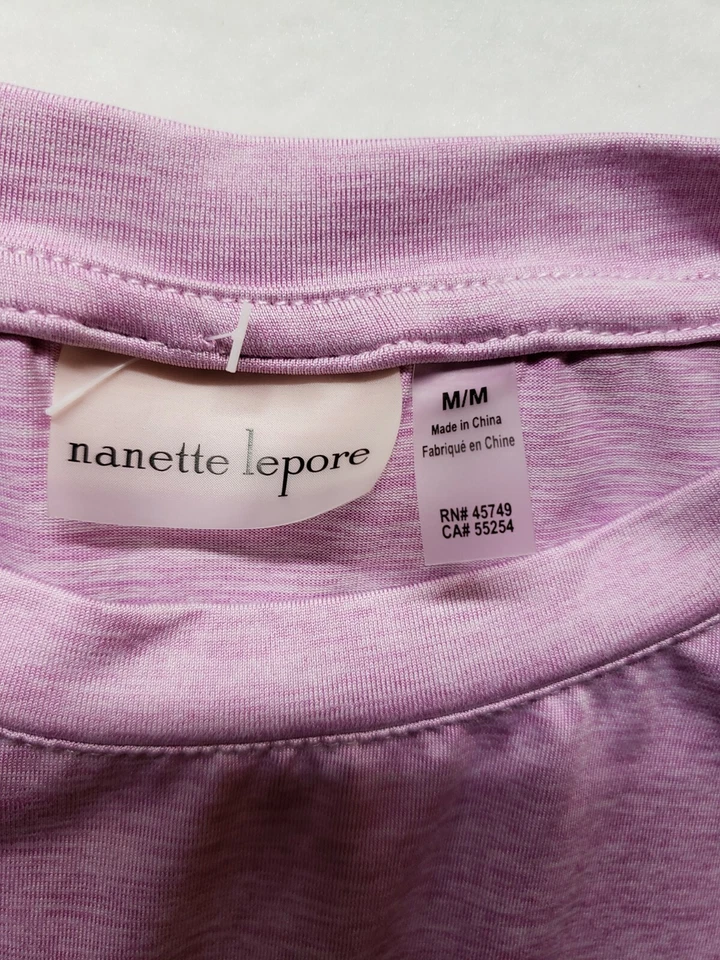 nanette lepore
M/M
Made in China
Fabriqué en Chine
RN# 45749
CA# 55254